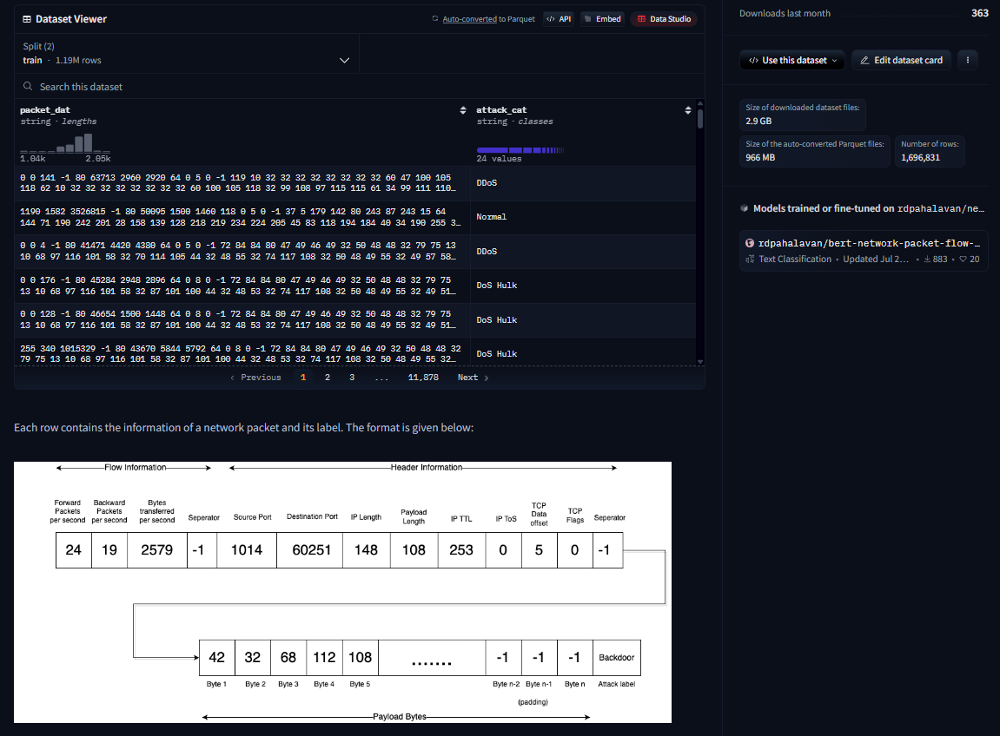 Dataset Viewer
Auto-converted to Parquet
API
Embed
Data Studio
Split (2)
train · 1.19M rows
Search this dataset
packet_dat
string · lengths
1.04k 2.05k
attack_cat
string · classes
24 values
0 0 141 -1 80 63713 2960 2920 64 0 5 0 -1 119 10 32 32 32 32 32 32 32 32 60 47 100 105
118 62 10 32 32 32 32 32 32 32 32 60 100 105 118 32 99 108 97 115 115 61 34 99 111 110…
DDoS
1190 1582 3526815 -1 80 50095 1500 1460 118 0 5 0 -1 37 5 179 142 80 243 87 243 15 64
144 71 190 242 201 28 158 139 128 218 219 234 224 205 45 83 118 194 184 40 34 190 255 3…
Normal
0 0 4 -1 80 41471 4420 4380 64 0 5 0 -1 72 84 84 80 47 49 46 49 32 50 48 48 32 79 75 13
10 68 97 116 101 58 32 70 114 105 44 32 48 55 32 74 117 108 32 50 48 49 55 32 49 57 58…
DDoS
0 0 176 -1 80 45284 2948 2896 64 0 8 0 -1 72 84 84 80 47 49 46 49 32 50 48 48 32 79 75
13 10 68 97 116 101 58 32 87 101 100 44 32 48 53 32 74 117 108 32 50 48 49 55 32 49 51…
DoS Hulk
0 0 128 -1 80 46654 1500 1448 64 0 8 0 -1 72 84 84 80 47 49 46 49 32 50 48 48 32 79 75
13 10 68 97 116 101 58 32 87 101 100 44 32 48 53 32 74 117 108 32 50 48 49 55 32 49 51…
DoS Hulk
255 340 1015329 -1 80 43670 5844 5792 64 0 8 0 -1 72 84 84 80 47 49 46 49 32 50 48 48 32
79 75 13 10 68 97 116 101 58 32 87 101 100 44 32 48 53 32 74 117 108 32 50 48 49 55 32…
DoS Hulk
< Previous 1 2 3 ... 11,878 Next >
Each row contains the information of a network packet and its label. The format is given below:
Flow Information Header Information
Forward Packets per second
Backward Packets per second
Bytes transferred per second
Seperator
Source Port
Destination Port
IP Length
Payload Length
IP TTL
IP ToS
TCP Data offset
TCP Flags
Seperator
24 19 2579 -1 1014 60251 148 108 253 0 5 0 -1
42 32 68 112 108 ....... -1 -1 -1 Backdoor
Byte 1 Byte 2 Byte 3 Byte 4 Byte 5 Byte n-2 Byte n-1 Byte n Attack label
(padding)
Payload Bytes
Downloads last month
363
Use this dataset
Edit dataset card
Size of downloaded dataset files:
2.9 GB
Size of the auto-converted Parquet files:
966 MB
Number of rows:
1,696,831
Models trained or fine-tuned on rdpahalavan/ne…
rdpahalavan/bert-network-packet-flow-…
Text Classification • Updated Jul 2… • 883 • 20